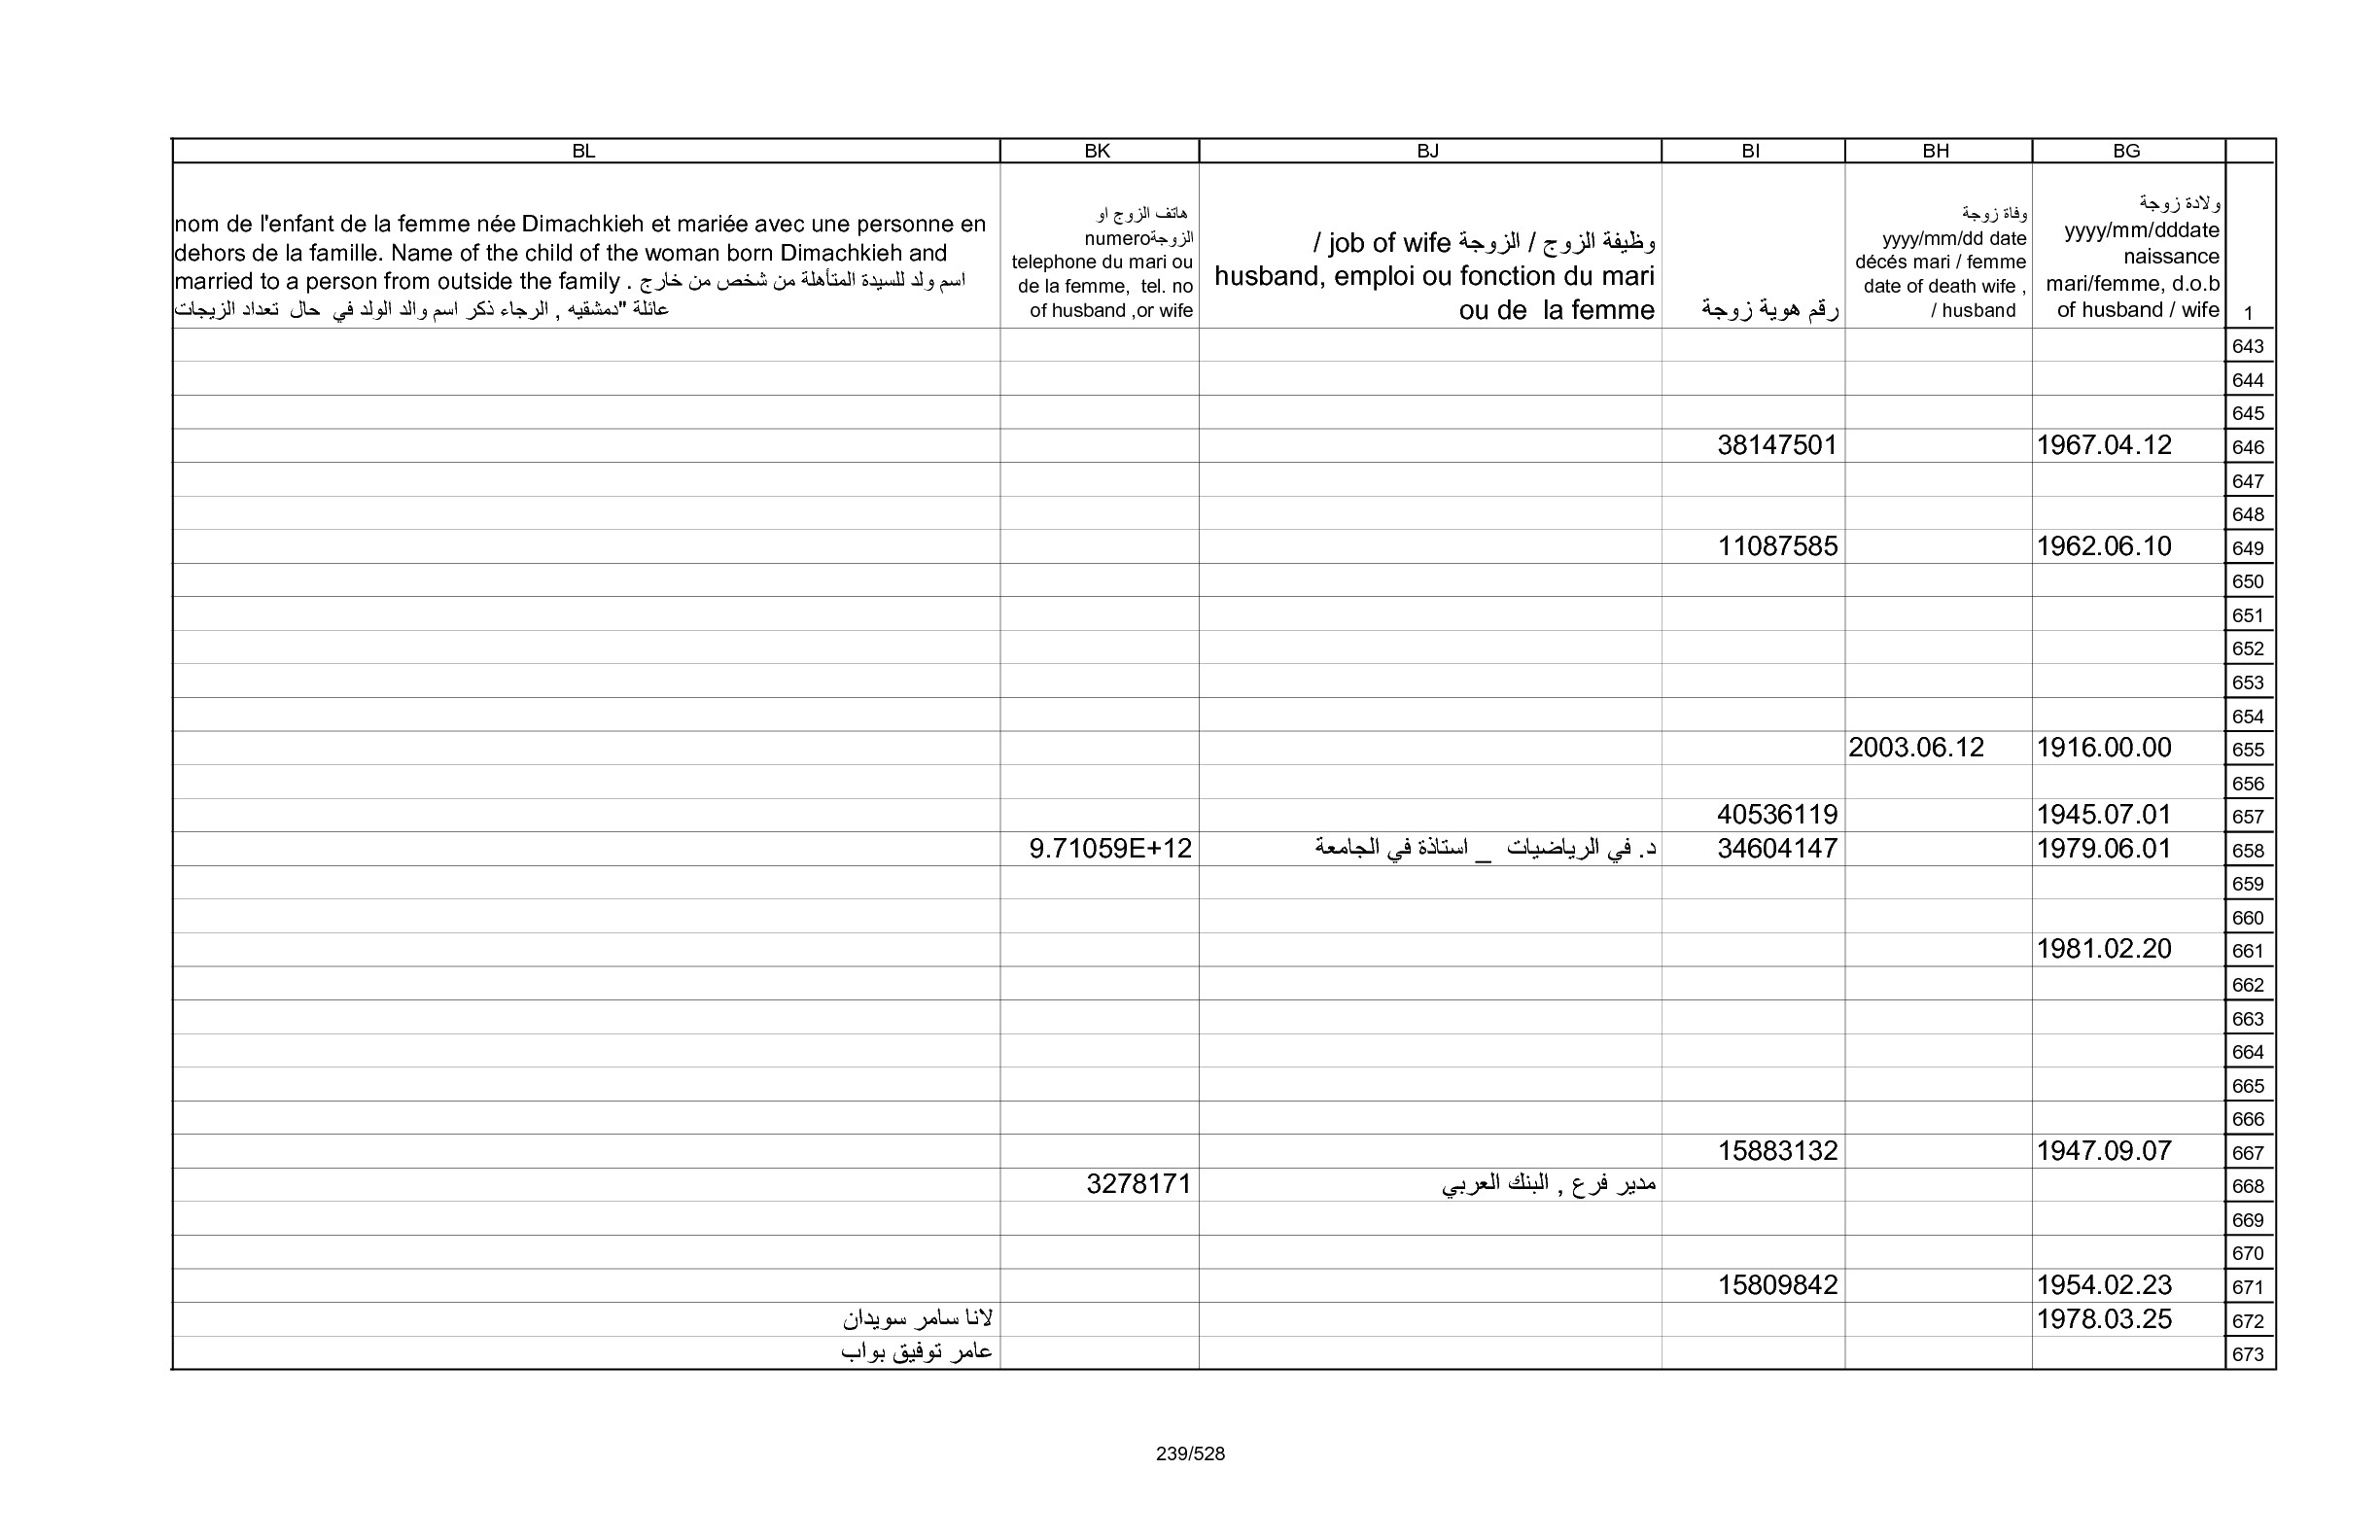 BL BK BJ BI BH BG
nom de l'enfant de la femme née Dimachkieh et mariée avec une personne en
dehors de la famille. Name of the child of the woman born Dimachkieh and
married to a person from outside the family . اسم ولد للسيدة المتأهلة من شخص من خارج
عائلة "دمشقيه , الرجاء ذكر اسم والد الولد في حال تعداد الزيجات
هاتف الزوج او
الزوجةnumero
telephone du mari ou
de la femme, tel. no
of husband ,or wife
وظيفة الزوج / الزوجة job of wife /
husband, emploi ou fonction du mari
ou de la femme
رقم هوية زوجة
وفاة زوجة
yyyy/mm/dd date
décés mari / femme
date of death wife ,
/ husband
ولادة زوجة
yyyy/mm/dddate
naissance
mari/femme, d.o.b
of husband / wife
1
643
644
645
38147501 1967.04.12 646
647
648
11087585 1962.06.10 649
650
651
652
653
654
2003.06.12 1916.00.00 655
656
40536119 1945.07.01 657
9.71059E+12 د. في الرياضيات _ استاذة في الجامعة 34604147 1979.06.01 658
659
660
1981.02.20 661
662
663
664
665
666
15883132 1947.09.07 667
3278171 مدير فرع , البنك العربي 668
669
670
15809842 1954.02.23 671
لانا سامر سويدان 1978.03.25 672
عامر توفيق بواب 673
239/528